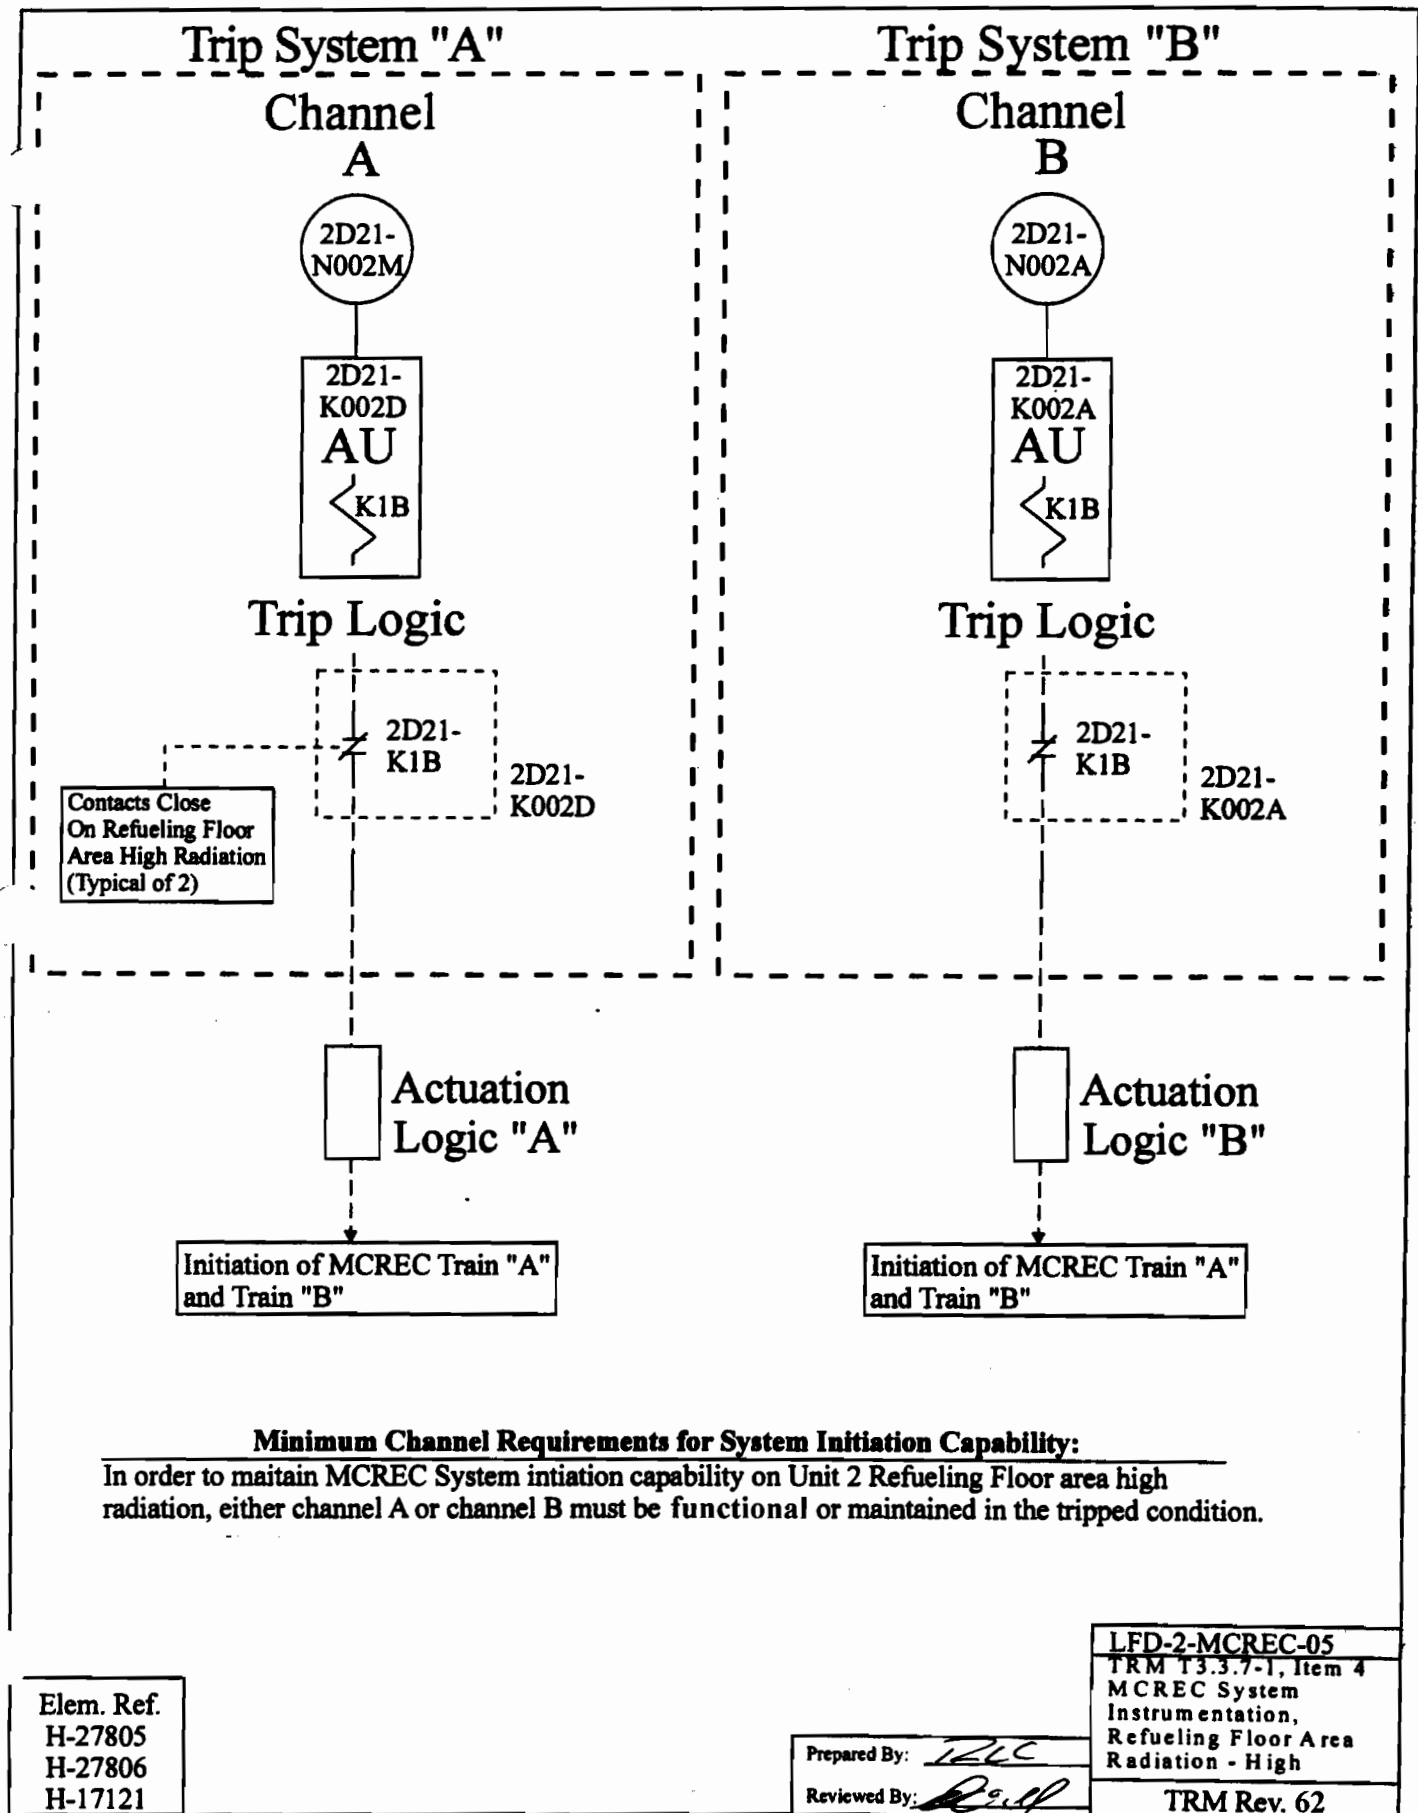 Trip System "A"
Channel
A
2D21-
N002M
2D21-
K002D
AU
K1B
Trip Logic
2D21-
K1B
2D21-
K002D
Contacts Close
On Refueling Floor
Area High Radiation
(Typical of 2)
Actuation
Logic "A"
Initiation of MCREC Train "A"
and Train "B"
Trip System "B"
Channel
B
2D21-
N002A
2D21-
K002A
AU
K1B
Trip Logic
2D21-
K1B
2D21-
K002A
Actuation
Logic "B"
Initiation of MCREC Train "A"
and Train "B"
Minimum Channel Requirements for System Initiation Capability:
In order to maitain MCREC System intiation capability on Unit 2 Refueling Floor area high
radiation, either channel A or channel B must be functional or maintained in the tripped condition.
Elem. Ref.
H-27805
H-27806
H-17121
Prepared By:
Reviewed By:
LFD-2-MCREC-05
TRM T3.3.7-1, Item 4
MCREC System
Instrumentation,
Refueling Floor Area
Radiation - High
TRM Rev. 62